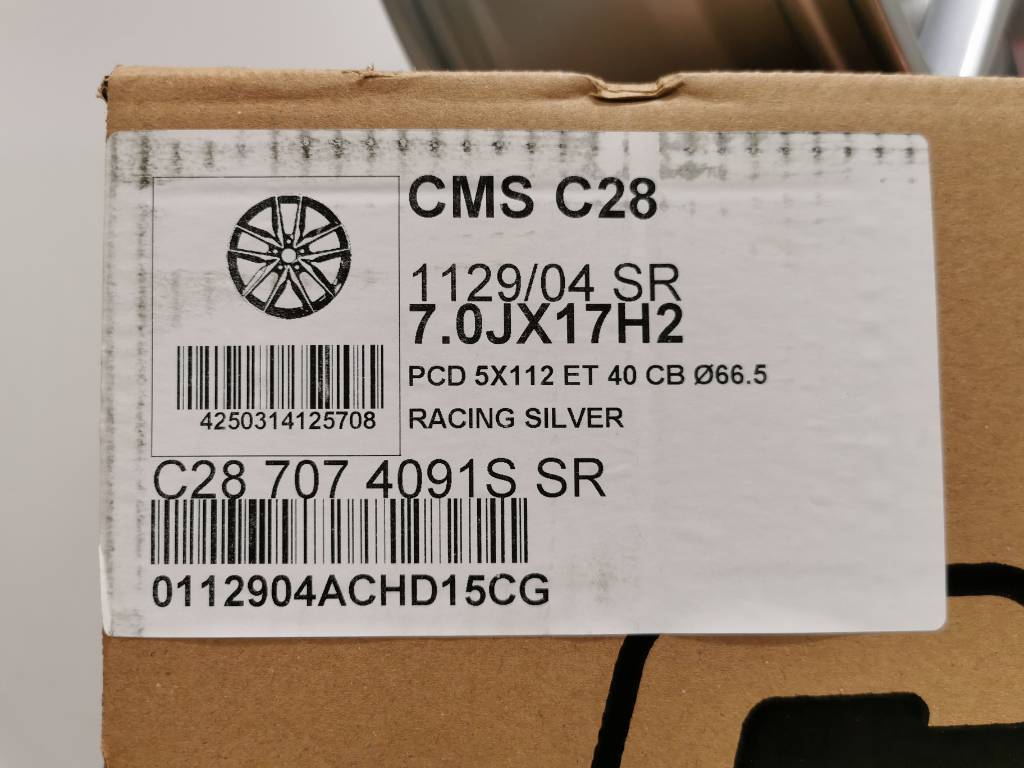 CMS C28
1129/04 SR
7.0JX17H2
PCD 5X112 ET 40 CB Ø66.5
RACING SILVER
4250314125708
C28 707 4091S SR
0112904ACHD15CG